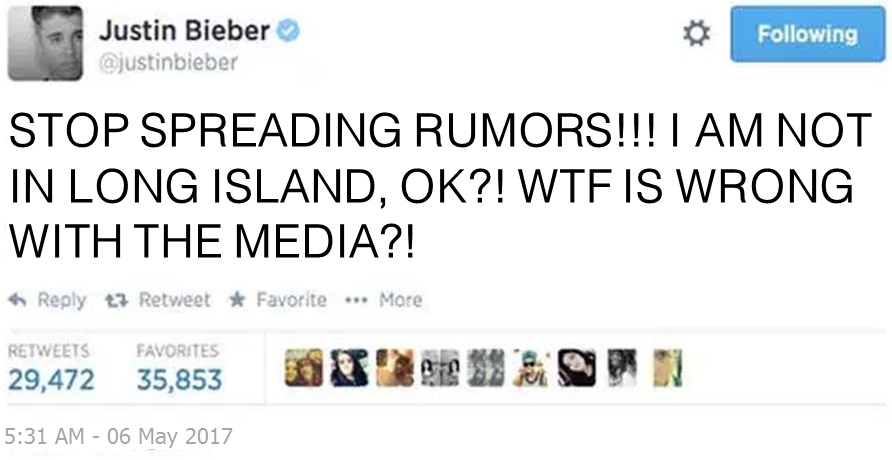 Justin Bieber
@justinbieber
Following
STOP SPREADING RUMORS!!! I AM NOT
IN LONG ISLAND, OK?! WTF IS WRONG
WITH THE MEDIA?!
Reply Retweet Favorite More
RETWEETS FAVORITES
29,472 35,853
5:31 AM - 06 May 2017